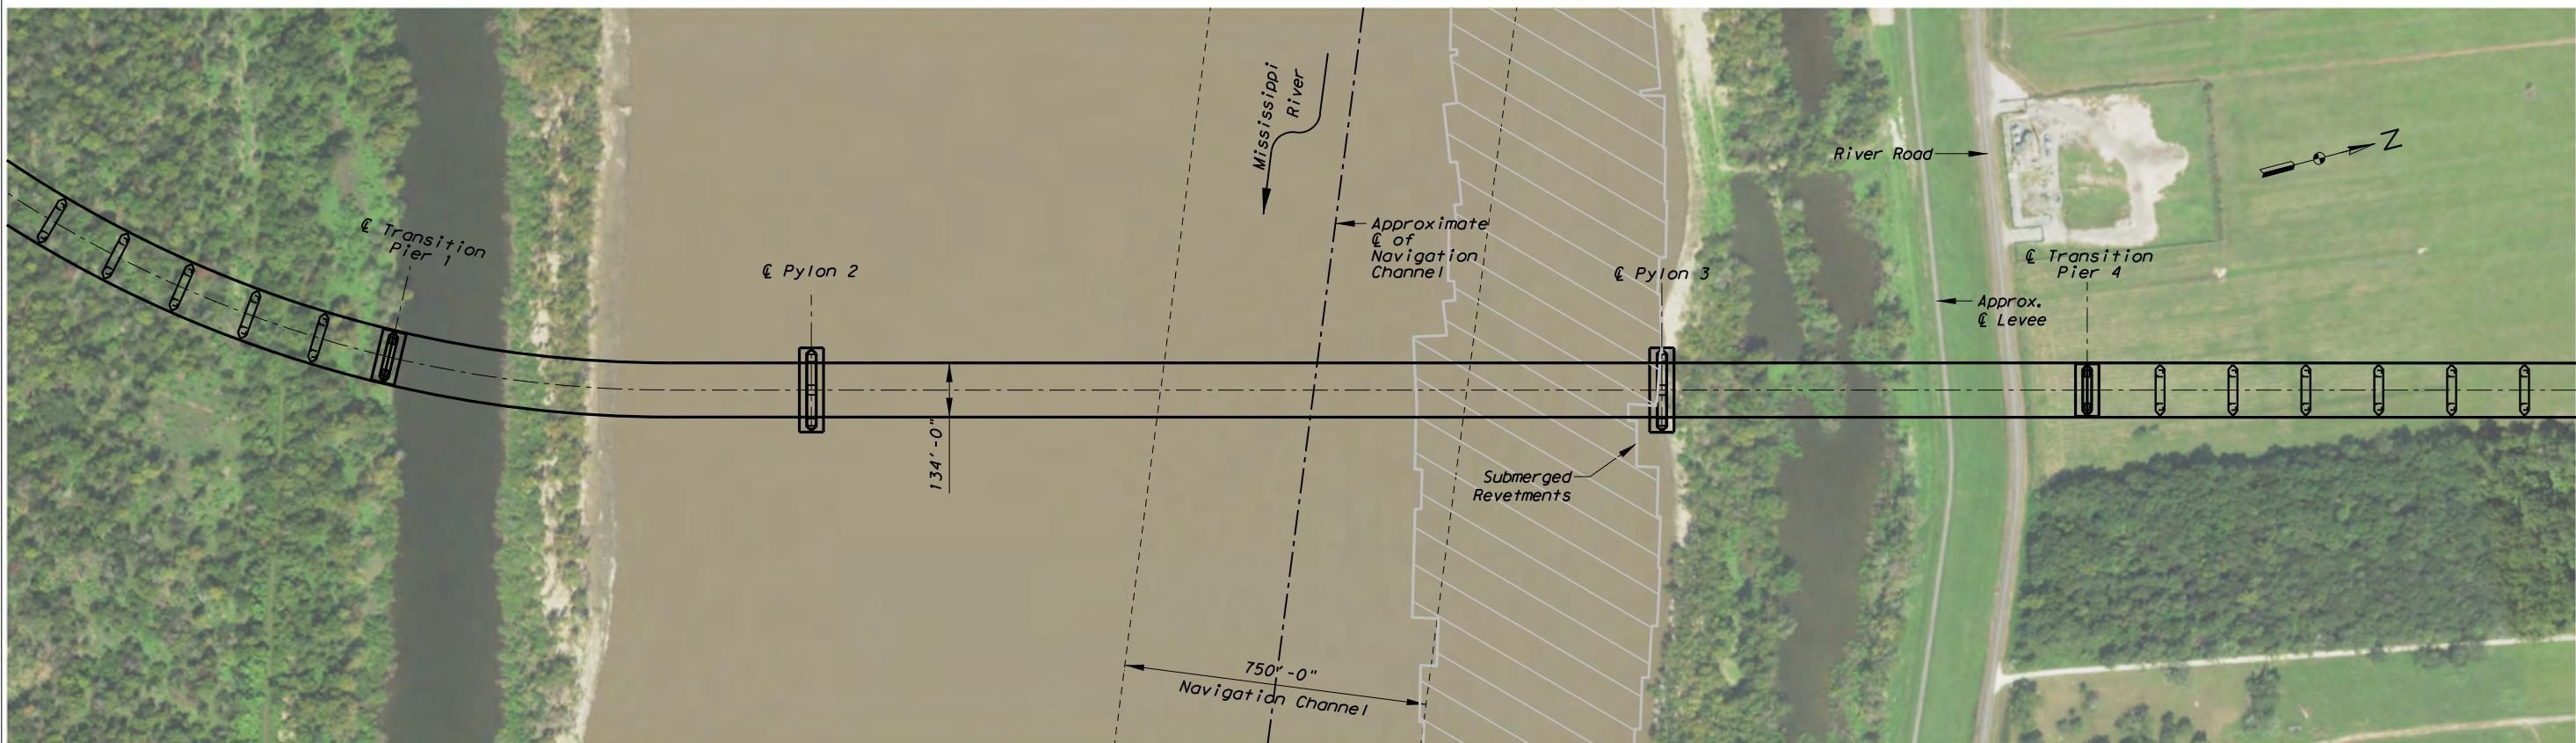 Mississippi
River
℄ Transition
Pier 1
℄ Pylon 2
Approximate
℄ of
Navigation
Channel
℄ Pylon 3
River Road
N
℄ Transition
Pier 4
Approx.
℄ Levee
134'-0"
Submerged
Revetments
750'-0"
Navigation Channel